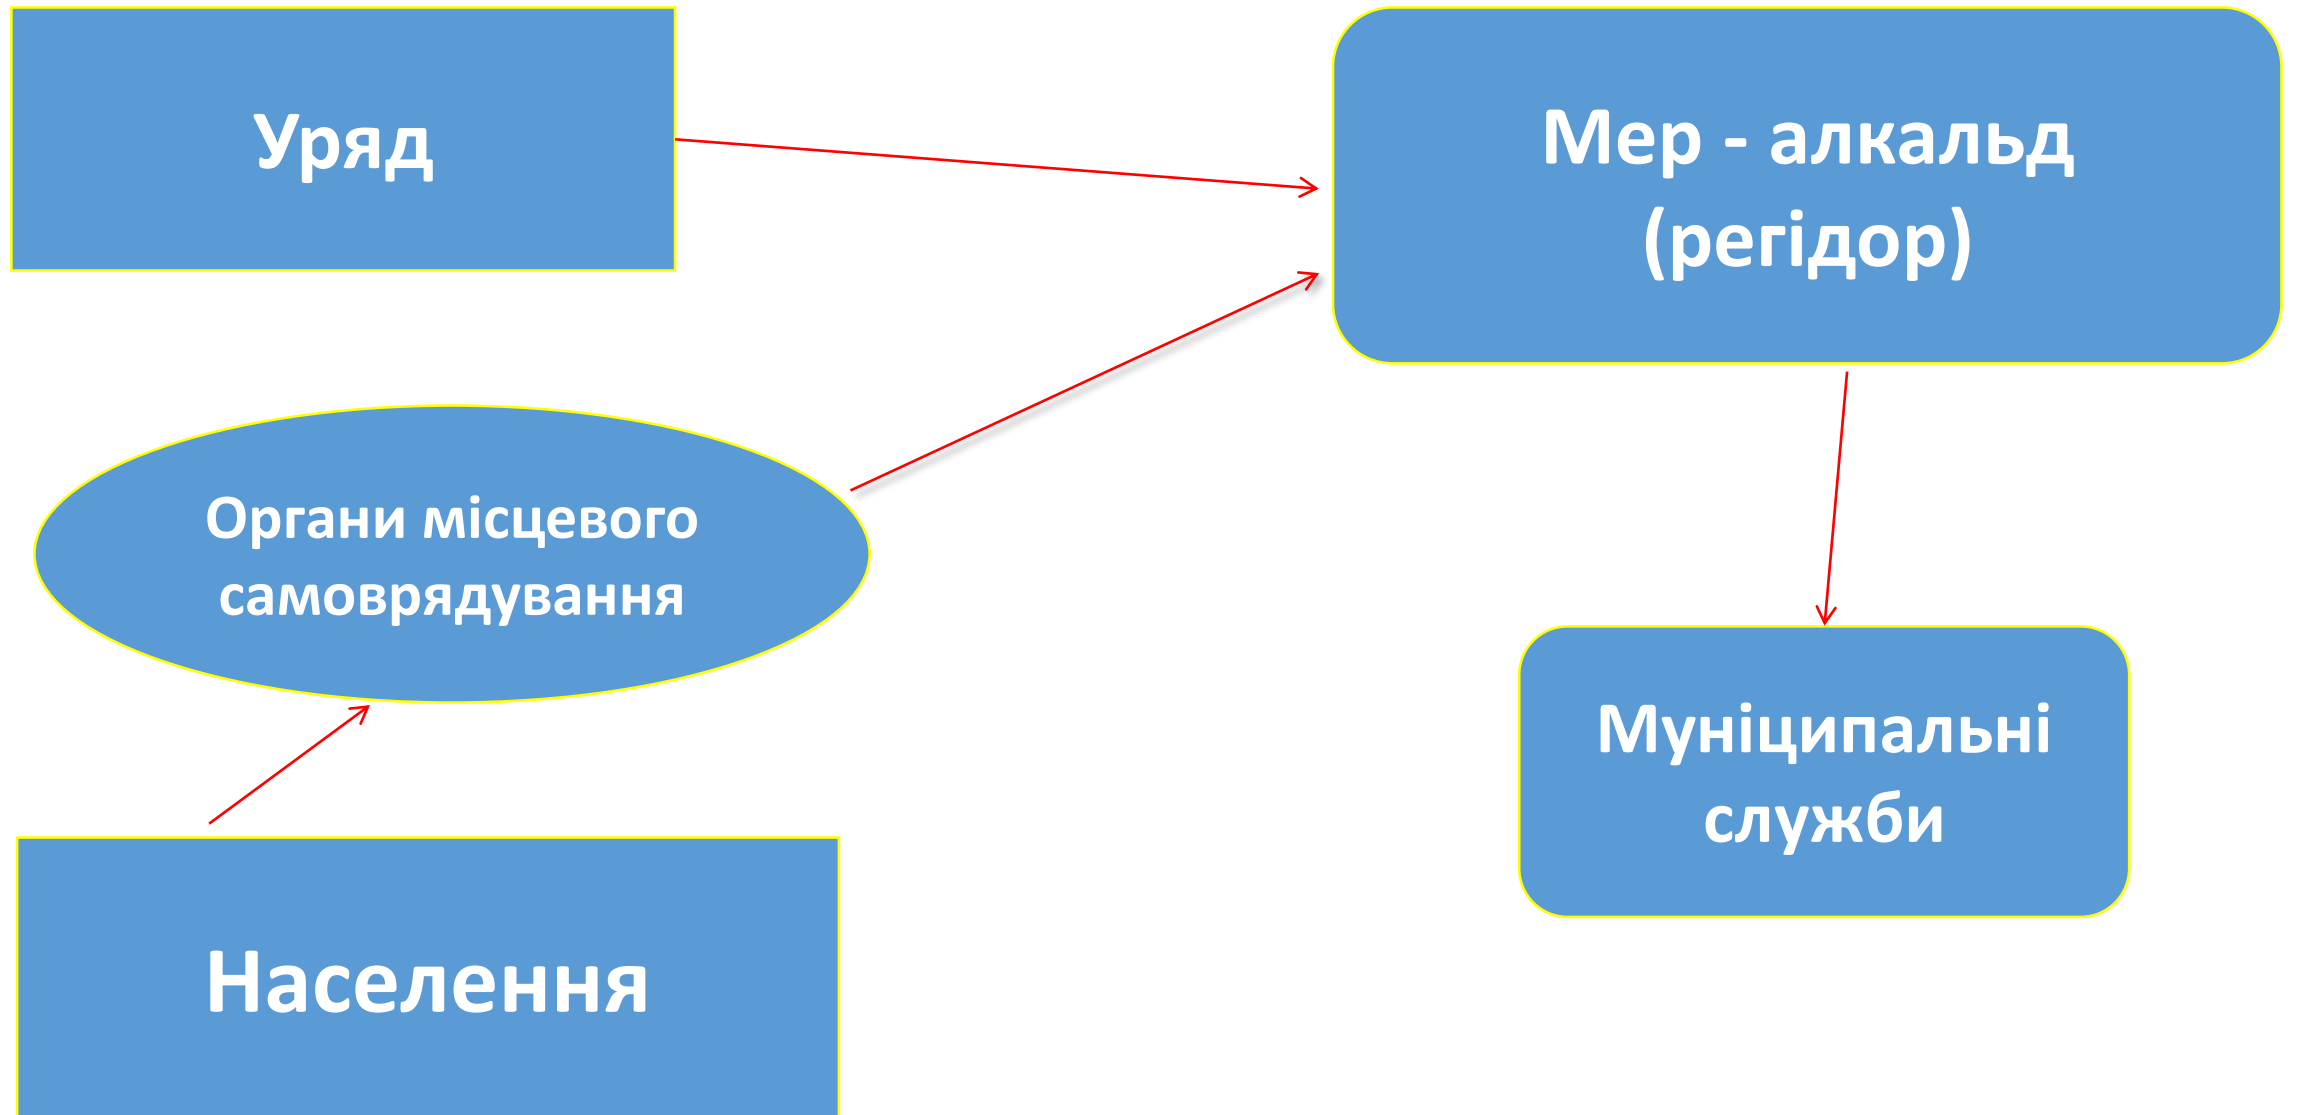 Уряд
Мер - алкальд
(регідор)
Органи місцевого
самоврядування
Муніципальні
служби
Населення